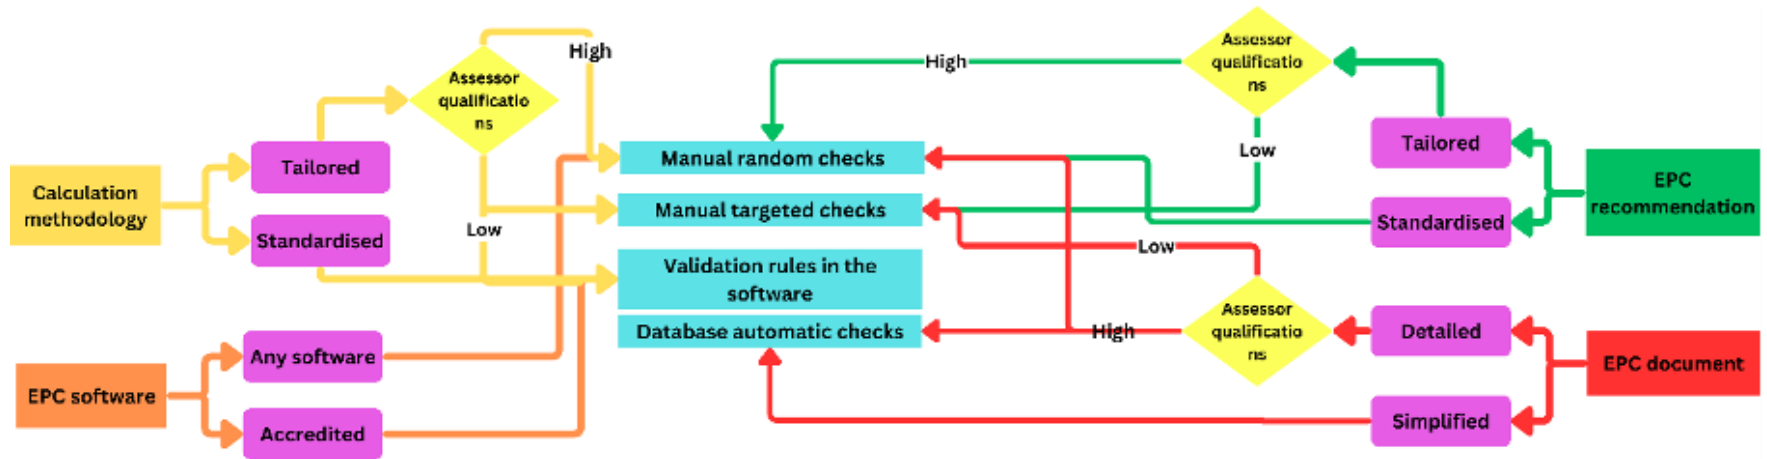 Calculation
methodology
Tailored
Standardised
Assessor
qualificatio
ns
High
Low
EPC software
Any software
Accredited
Manual random checks
Manual targeted checks
Validation rules in the
software
Database automatic checks
High
Assessor
qualificatio
ns
Low
Tailored
Standardised
EPC
recommendation
Low
High
Assessor
qualificatio
ns
Detailed
Simplified
EPC document